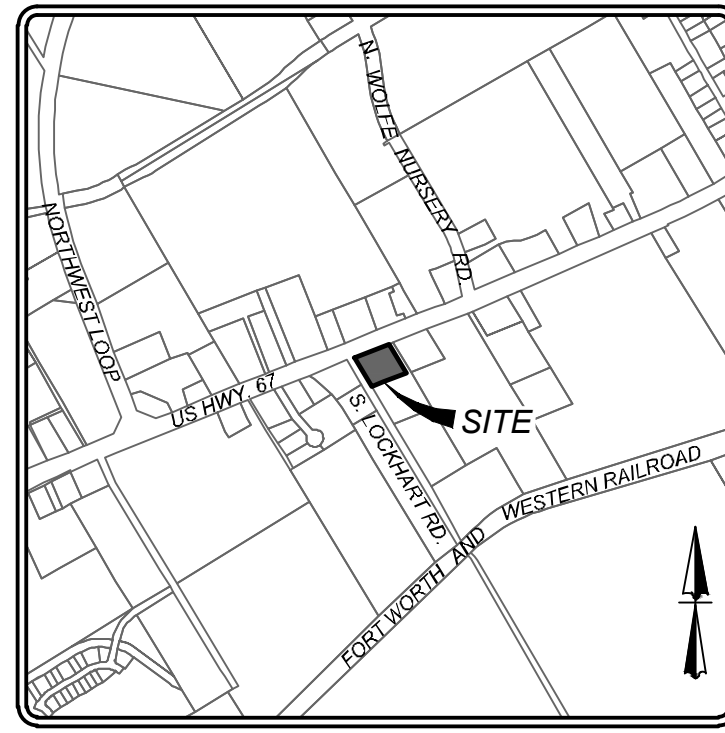 N. WOLFE NURSERY RD.
NORTHWEST LOOP
US HWY. 67
S. LOCKHART RD.
SITE
FORT WORTH AND WESTERN RAILROAD